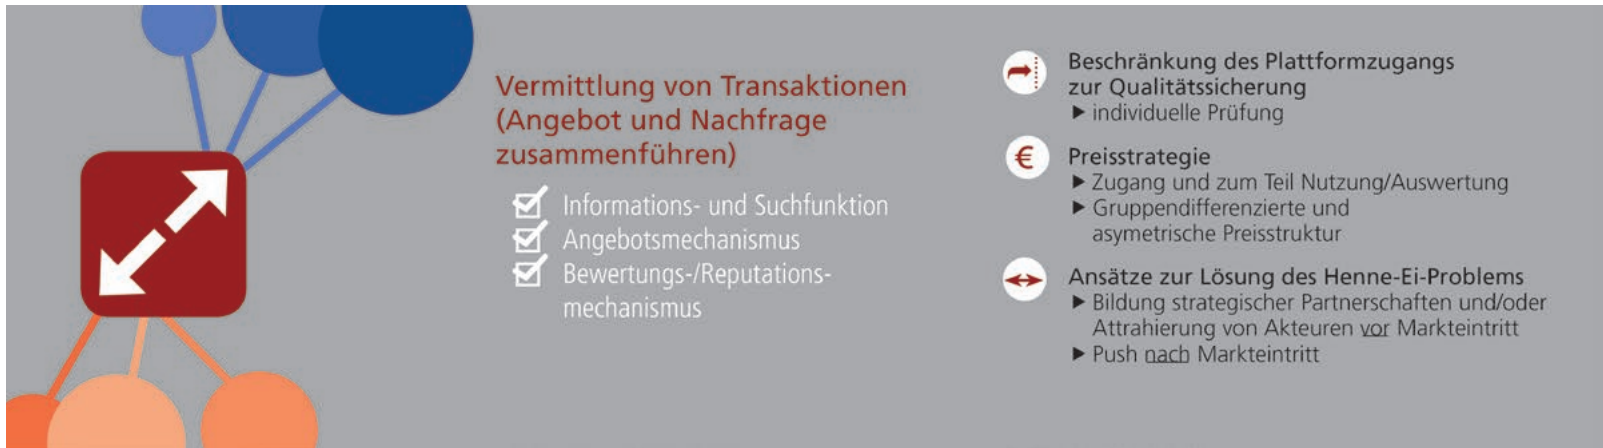 Vermittlung von Transaktionen
(Angebot und Nachfrage
zusammenführen)
Informations- und Suchfunktion
Angebotsmechanismus
Bewertungs-/Reputations-
mechanismus
Beschränkung des Plattformzugangs
zur Qualitätssicherung
▶ individuelle Prüfung
€
Preisstrategie
▶ Zugang und zum Teil Nutzung/Auswertung
▶ Gruppendifferenzierte und
asymetrische Preisstruktur
Ansätze zur Lösung des Henne-Ei-Problems
▶ Bildung strategischer Partnerschaften und/oder
Attrahierung von Akteuren vor Markteintritt
▶ Push nach Markteintritt